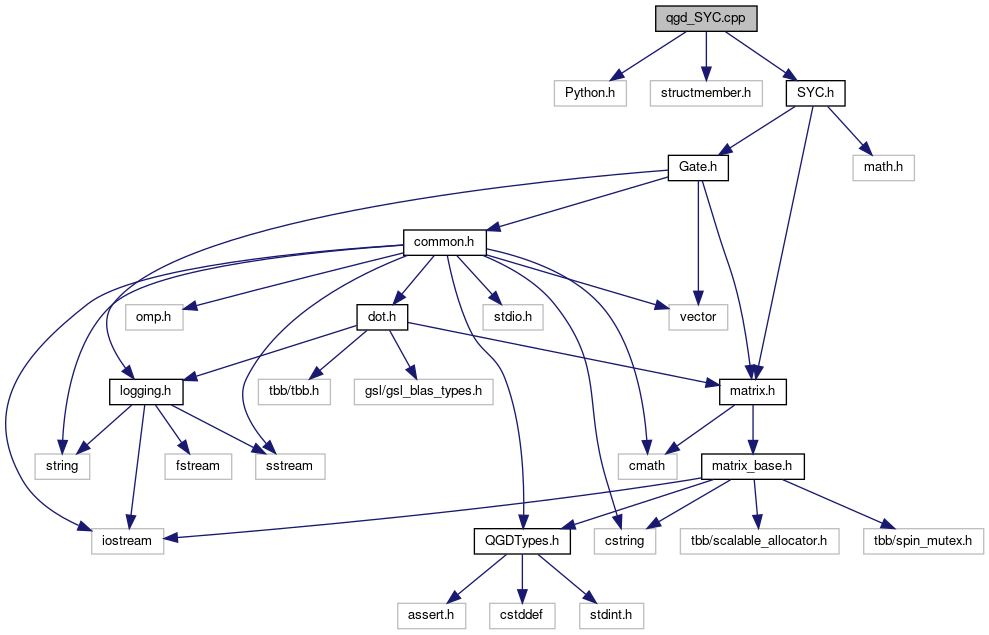 qgd_SYC.cpp
Python.h
structmember.h
SYC.h
Gate.h
math.h
common.h
omp.h
dot.h
stdio.h
vector
logging.h
tbb/tbb.h
gsl/gsl_blas_types.h
matrix.h
string
fstream
sstream
cmath
matrix_base.h
iostream
QGDTypes.h
cstring
tbb/scalable_allocator.h
tbb/spin_mutex.h
assert.h
cstddef
stdint.h